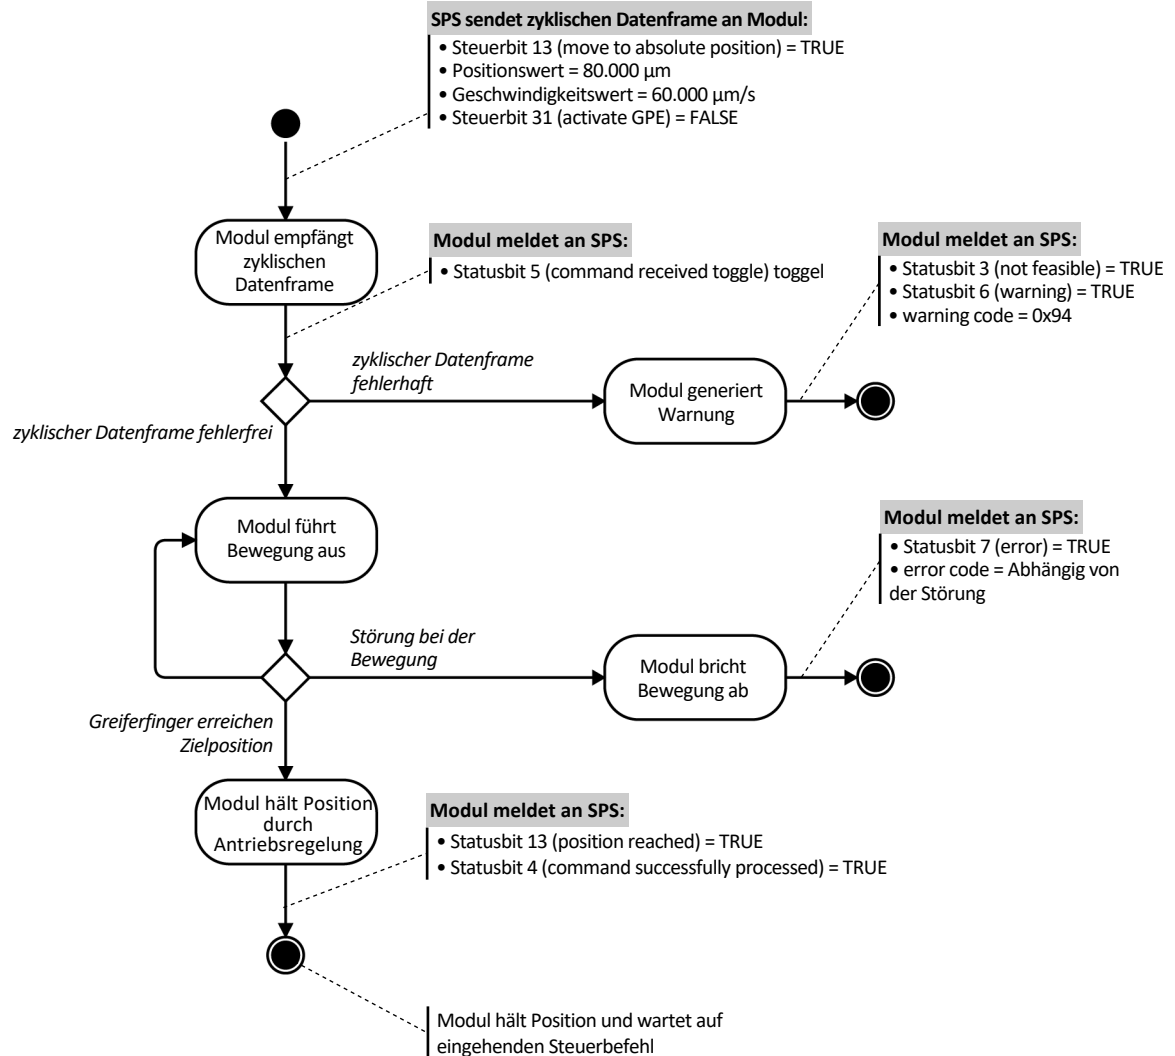 SPS sendet zyklischen Datenframe an Modul:
• Steuerbit 13 (move to absolute position) = TRUE
• Positionswert = 80.000 µm
• Geschwindigkeitswert = 60.000 µm/s
• Steuerbit 31 (activate GPE) = FALSE
Modul empfängt
zyklischen
Datenframe
Modul meldet an SPS:
• Statusbit 5 (command received toggle) toggel
Modul meldet an SPS:
• Statusbit 3 (not feasible) = TRUE
• Statusbit 6 (warning) = TRUE
• warning code = 0x94
zyklischer Datenframe
fehlerhaft
Modul generiert
Warnung
zyklischer Datenframe fehlerfrei
Modul führt
Bewegung aus
Modul meldet an SPS:
• Statusbit 7 (error) = TRUE
• error code = Abhängig von
der Störung
Störung bei der
Bewegung
Modul bricht
Bewegung ab
Greiferfinger erreichen
Zielposition
Modul hält Position
durch
Antriebsregelung
Modul meldet an SPS:
• Statusbit 13 (position reached) = TRUE
• Statusbit 4 (command successfully processed) = TRUE
Modul hält Position und wartet auf
eingehenden Steuerbefehl